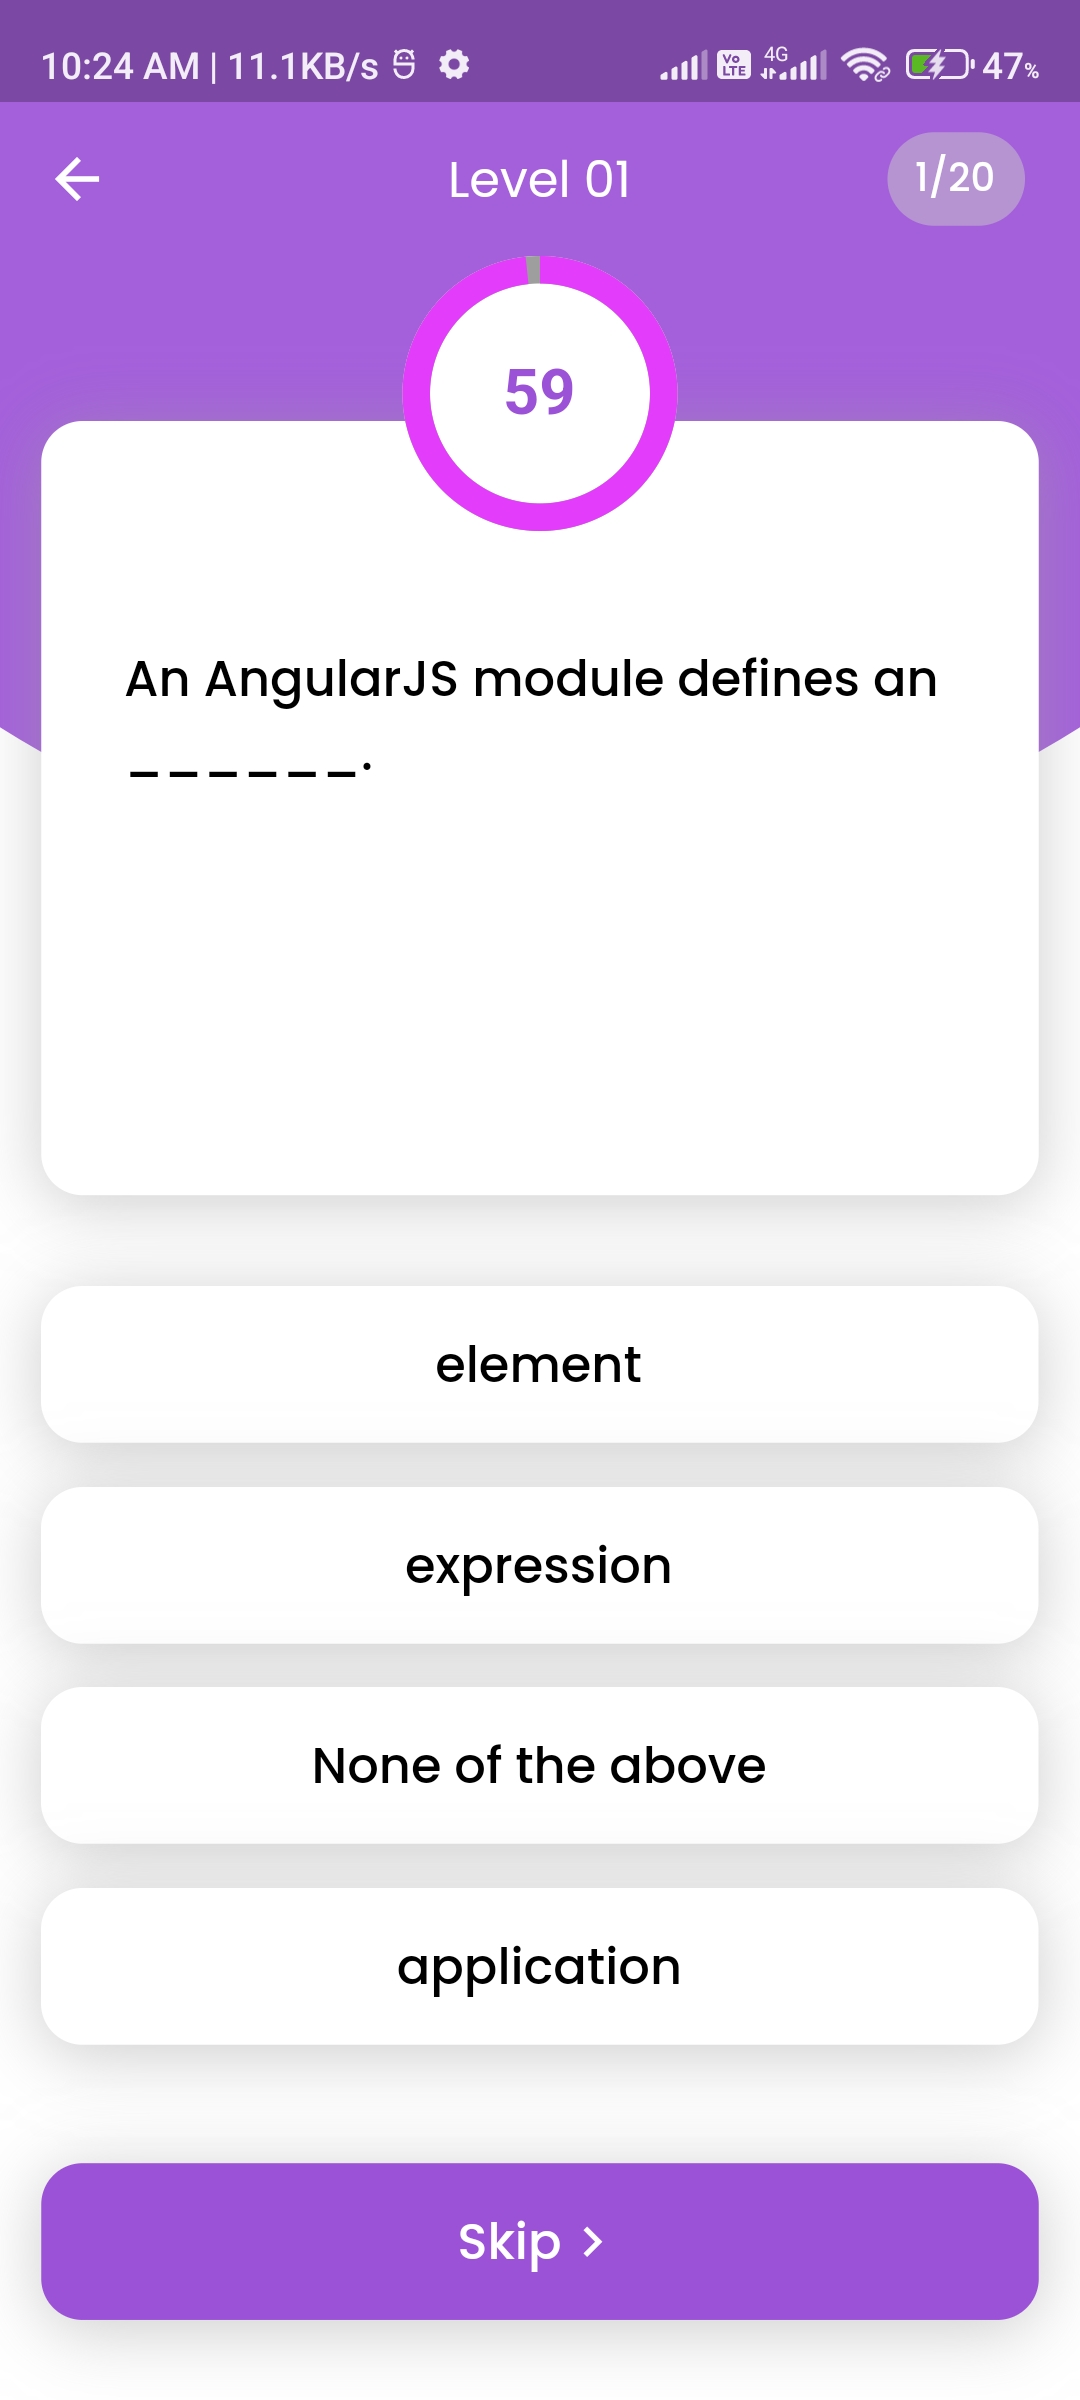 10:24 AM | 11.1KB/s Vo LTE 4G 47%
Level 01 1/20
59
An AngularJS module defines an
______.
element
expression
None of the above
application
Skip